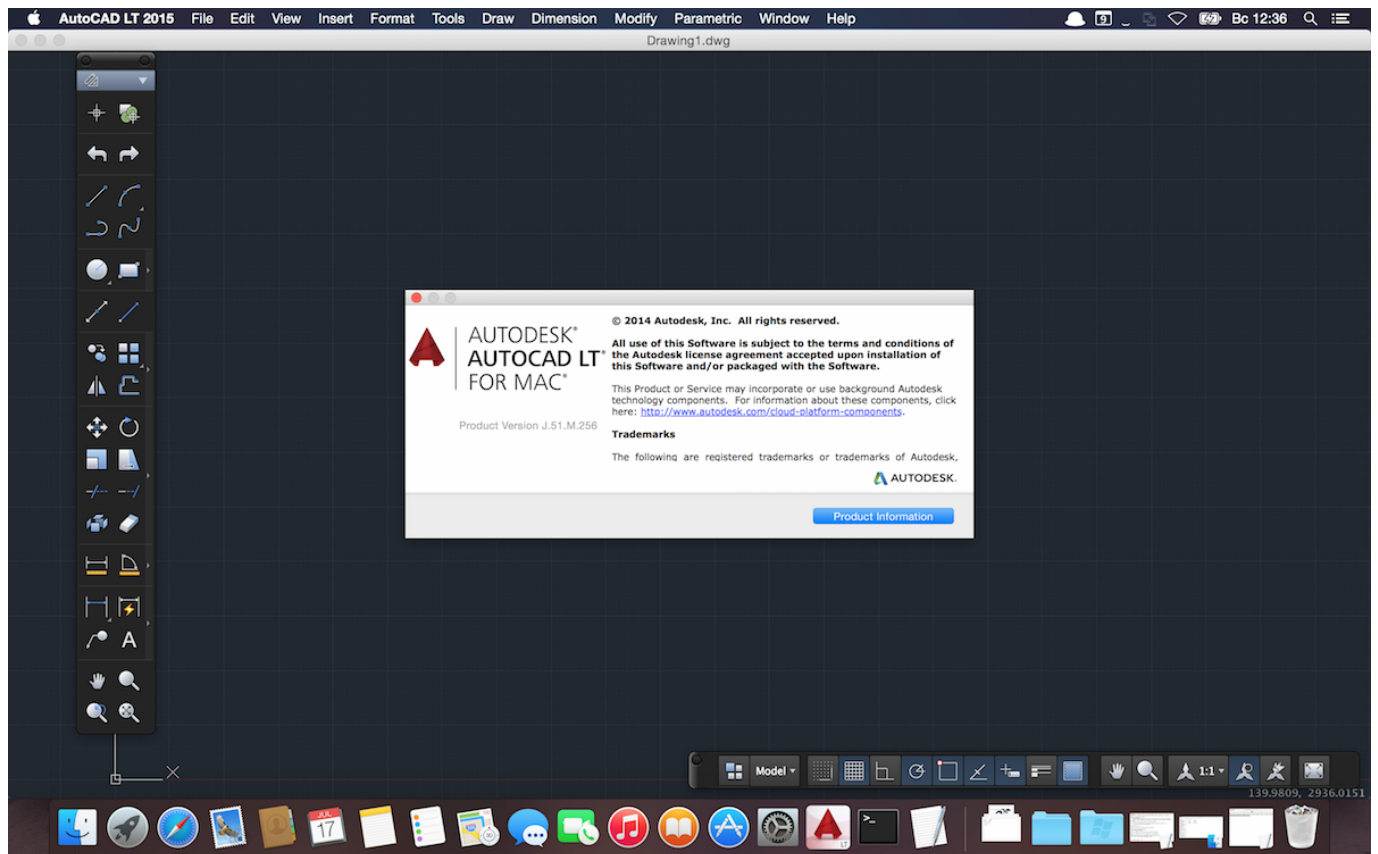 AutoCAD LT 2015 File Edit View Insert Format Tools Draw Dimension Modify Parametric Window Help 9 Вс 12:36
Drawing1.dwg
AUTODESK®
AUTOCAD LT®
FOR MAC®
Product Version J.51.M.256
© 2014 Autodesk, Inc. All rights reserved.
All use of this Software is subject to the terms and conditions of
the Autodesk license agreement accepted upon installation of
this Software and/or packaged with the Software.
This Product or Service may incorporate or use background Autodesk
technology components. For information about these components, click
here: http://www.autodesk.com/cloud-platform-components.
Trademarks
The following are registered trademarks or trademarks of Autodesk,
AUTODESK.
Product Information
A
X
Model
1:1
139.9809, 2936.0151
JUL
17
LT
>_